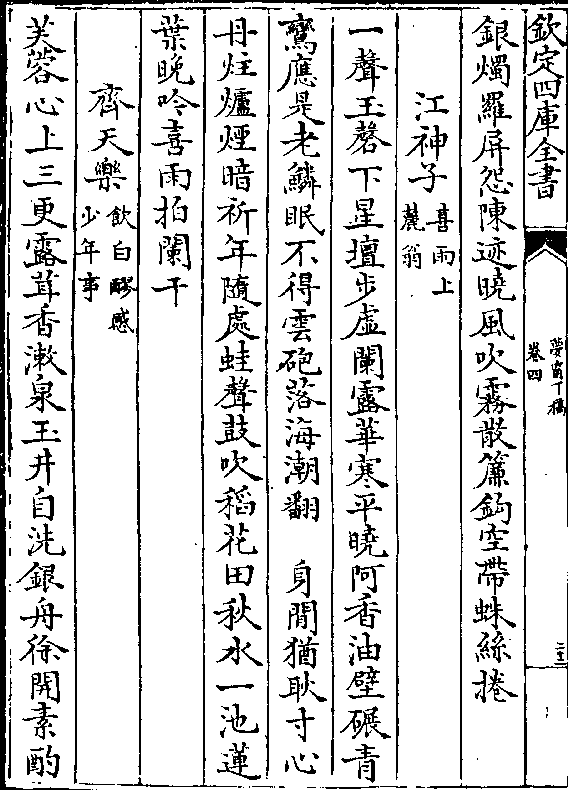 欽定四庫全書
夢窗丁稿
卷四
銀燭羅屏怨陳迹曉風吹霧散簾鉤空帶蛛絲捲
江神子喜雨上
麓翁
一聲玉磬下星壇步虛闌露華寒平曉阿香油壁碾青
鸞應是老鱗眠不得雲砲落海潮翻　身閒猶耿寸心
丹炷爐煙暗祈年隨處蛙聲鼓吹稻花田秋水一池蓮
葉晚吟喜雨拍闌干
齊天樂飲白醪感
少年事
芙蓉心上三更露茸香漱泉玉井自洗銀舟徐開素酌